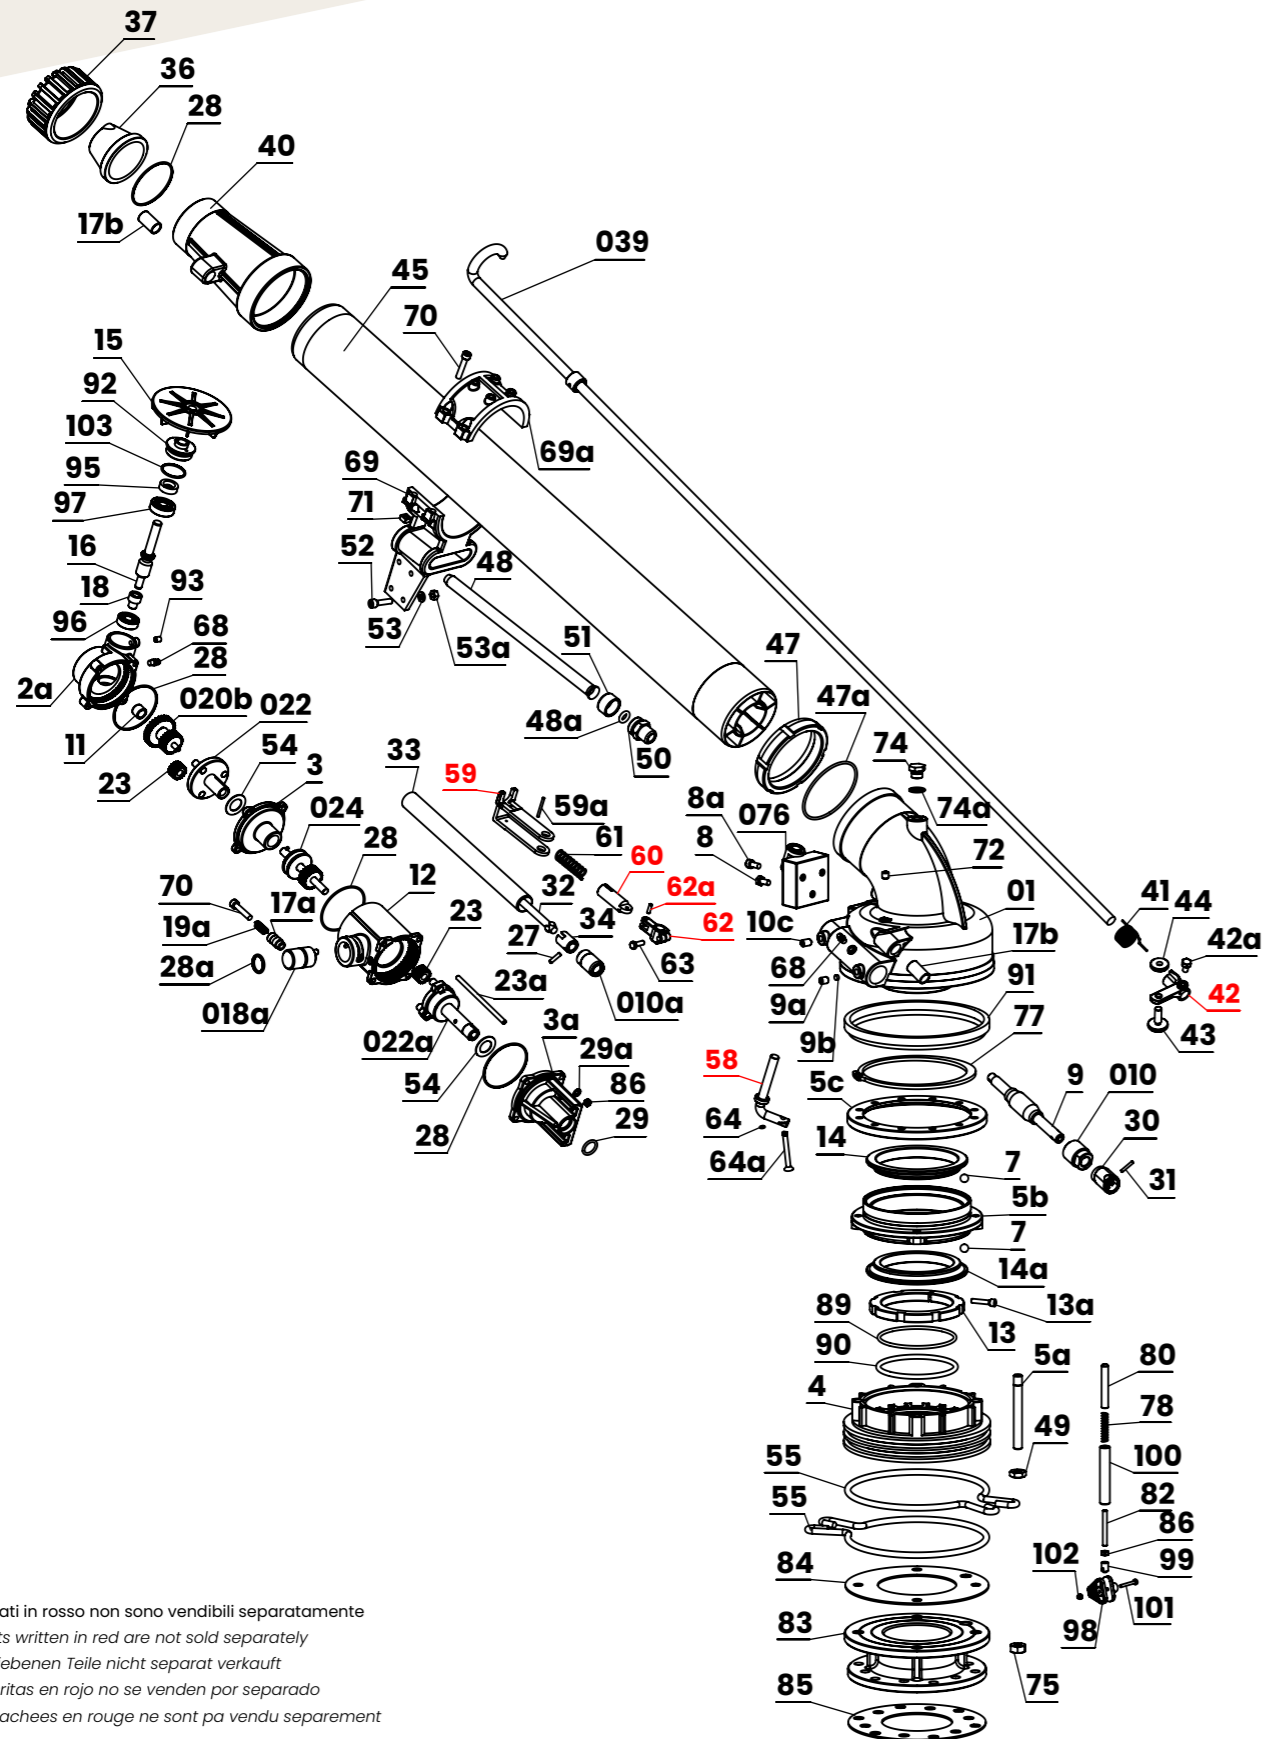 37
36
28
40
17b
039
45
70
15
92
103
95
97
69a
69
71
52
48
16
18
93
96
68
53
53a
51
47
28
2a
020b
022
47a
48a
11
54
74
50
23
3
33
59
59a
8a
076
74a
024
61
8
72
28
60
12
32
62a
01
41
44
70
17a
23
34
10c
17b
42a
19a
27
62
68
28a
63
91
42
018a
23a
010a
9a
77
43
022a
3a
9b
29a
58
5c
9
010
54
86
64
30
28
29
14
7
64a
31
5b
7
14a
89
13a
13
90
5a
80
4
78
49
55
100
55
82
86
102
99
84
101
98
83
75
85
ati in rosso non sono vendibili separatamente
ts written in red are not sold separately
iebenen Teile nicht separat verkauft
ritas en rojo no se venden por separado
achees en rouge ne sont pa vendu separement